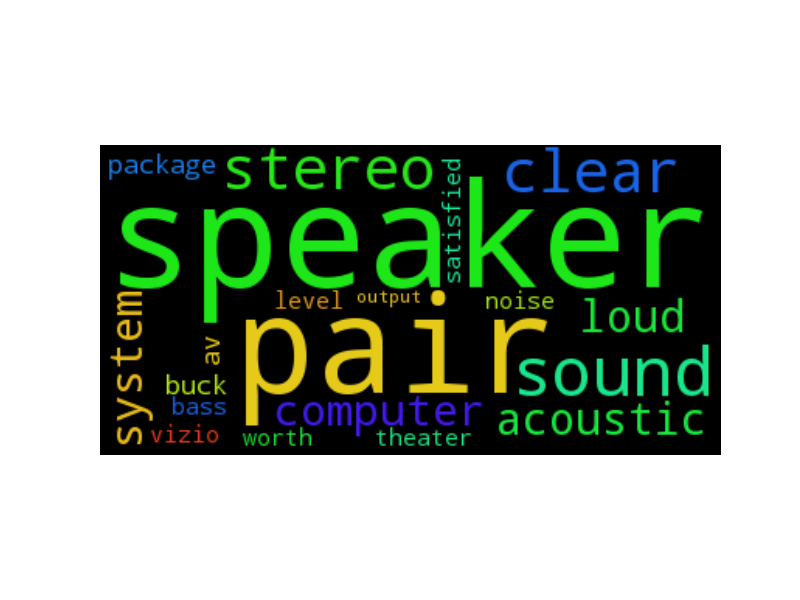 package
stereo
satisfied
clear
speaker
system
level
output
noise
loud
av
pair
sound
buck
bass
computer
acoustic
vizio
worth
theater